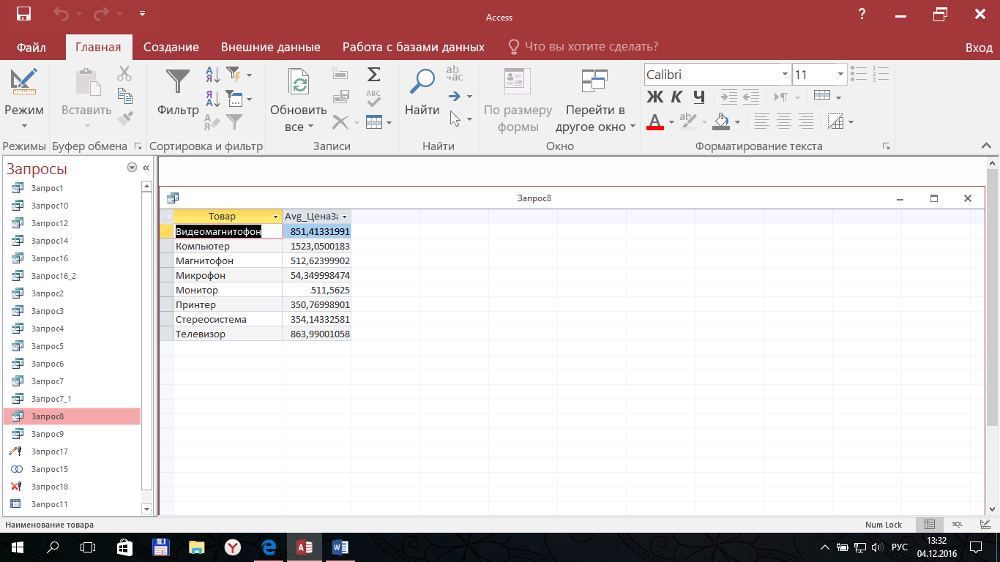 Access
?
Файл Главная Создание Внешние данные Работа с базами данных Что вы хотите сделать? Вход
Режим
Вставить
Фильтр
Обновить
все
Найти
По размеру
формы
Перейти в
другое окно
Calibri 11
Ж К Ч
Режимы Буфер обмена Сортировка и фильтр Записи Найти Окно Форматирование текста
Запросы
Запрос1
Запрос10
Запрос12
Запрос14
Запрос16
Запрос16_2
Запрос2
Запрос3
Запрос4
Запрос5
Запрос6
Запрос7
Запрос7_1
Запрос8
Запрос9
Запрос17
Запрос15
Запрос18
Запрос11
Запрос8
Товар Avg_ЦенаЗа
Видеомагнитофон 851,41331991
Компьютер 1523,0500183
Магнитофон 512,62399902
Микрофон 54,349998474
Монитор 511,5625
Принтер 350,76998901
Стереосистема 354,14332581
Телевизор 863,99001058
Наименование товара Num Lock SQL
РУС
13:32
04.12.2016